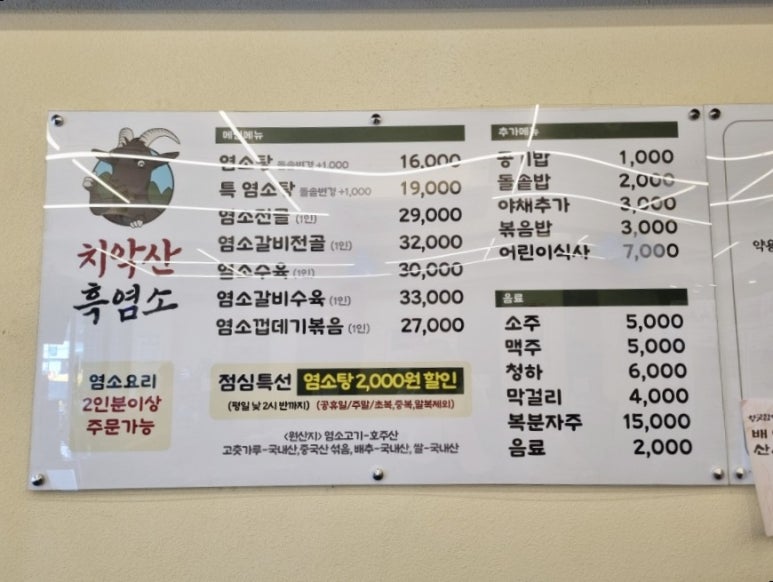 치악산
흑염소
염소요리
2인분이상
주문가능
메인메뉴
염소탕 돌솥변경+1,000 16,000
특 염소탕 돌솥변경+1,000 19,000
염소전골 (1인) 29,000
염소갈비전골 (1인) 32,000
염소수육 (1인) 30,000
염소갈비수육 (1인) 33,000
염소껍데기볶음 (1인) 27,000
점심특선 염소탕 2,000원 할인
(평일 낮 2시 반까지) (공휴일/주말/초복,중복,말복제외)
<원산지> 염소고기-호주산
고춧가루-국내산,중국산 섞음, 배추-국내산, 쌀-국내산
추가메뉴
공기밥 1,000
돌솥밥 2,000
야채추가 3,000
볶음밥 3,000
어린이식사 7,000
음료
소주 5,000
맥주 5,000
청하 6,000
막걸리 4,000
복분자주 15,000
음료 2,000